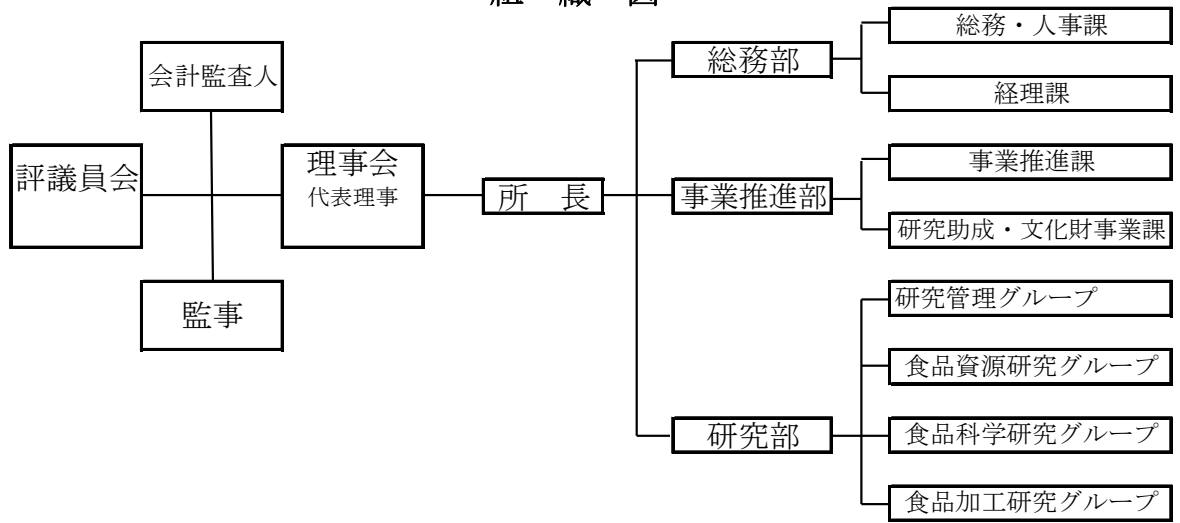 組 織 図
会計監査人
評議員会
理事会
代表理事
監事
所 長
総務部
総務・人事課
経理課
事業推進部
事業推進課
研究助成・文化財事業課
研究部
研究管理グループ
食品資源研究グループ
食品科学研究グループ
食品加工研究グループ